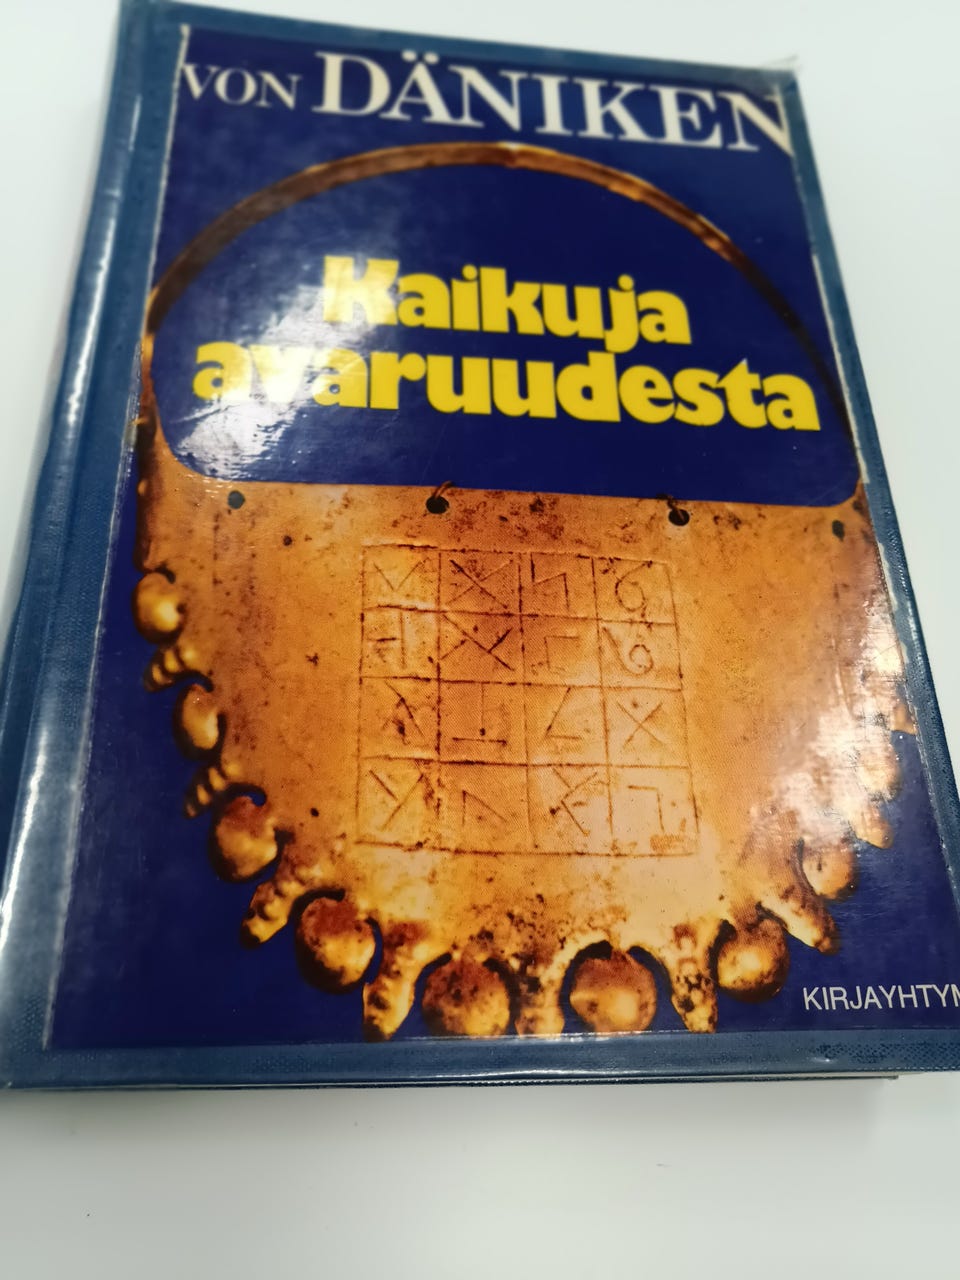 VON DÄNIKEN
Kaikuja
avaruudesta
KIRJAYHTYM